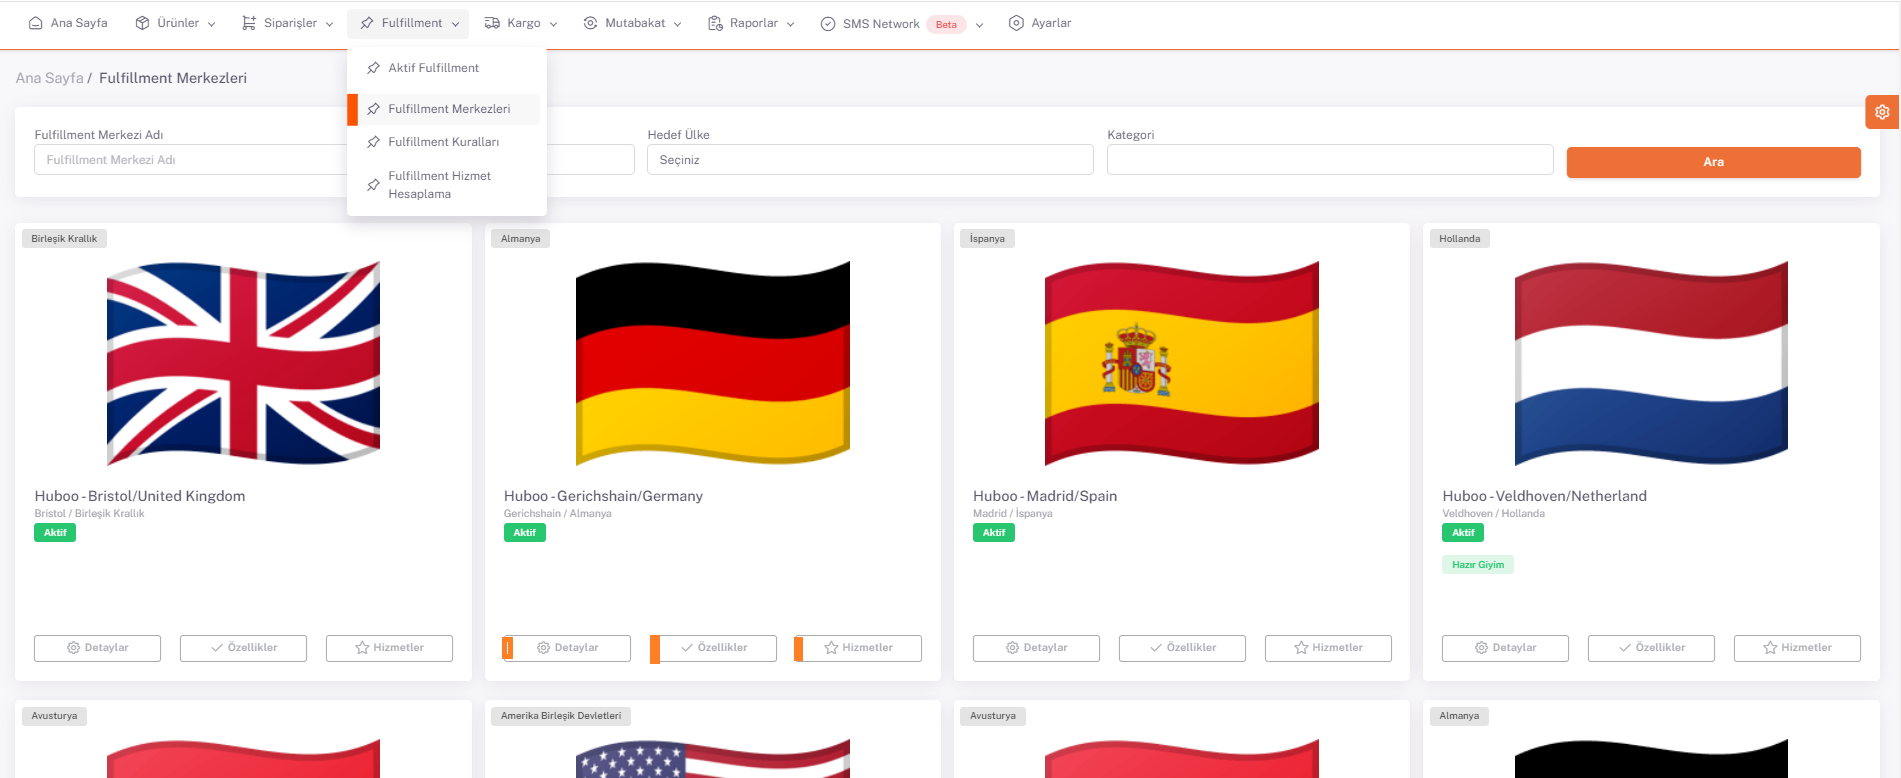 Ana Sayfa
Ürünler
Siparişler
Fulfillment
Kargo
Mutabakat
Raporlar
SMS Network
Beta
Ayarlar
Aktif Fulfillment
Fulfillment Merkezleri
Fulfillment Kuralları
Fulfillment Hizmet
Hesaplama
Ana Sayfa / Fulfillment Merkezleri
Fulfillment Merkezi Adı
Fulfillment Merkezi Adı
Hedef Ülke
Seçiniz
Kategori
Ara
Birleşik Krallık
Huboo - Bristol/United Kingdom
Bristol / Birleşik Krallık
Aktif
Detaylar
Özellikler
Hizmetler
Almanya
Huboo - Gerichshain/Germany
Gerichshain / Almanya
Aktif
Detaylar
Özellikler
Hizmetler
İspanya
Huboo - Madrid/Spain
Madrid / İspanya
Aktif
Detaylar
Özellikler
Hizmetler
Hollanda
Huboo - Veldhoven/Netherland
Veldhoven / Hollanda
Aktif
Hazır Giyim
Detaylar
Özellikler
Hizmetler
Avusturya
Amerika Birleşik Devletleri
Avusturya
Almanya